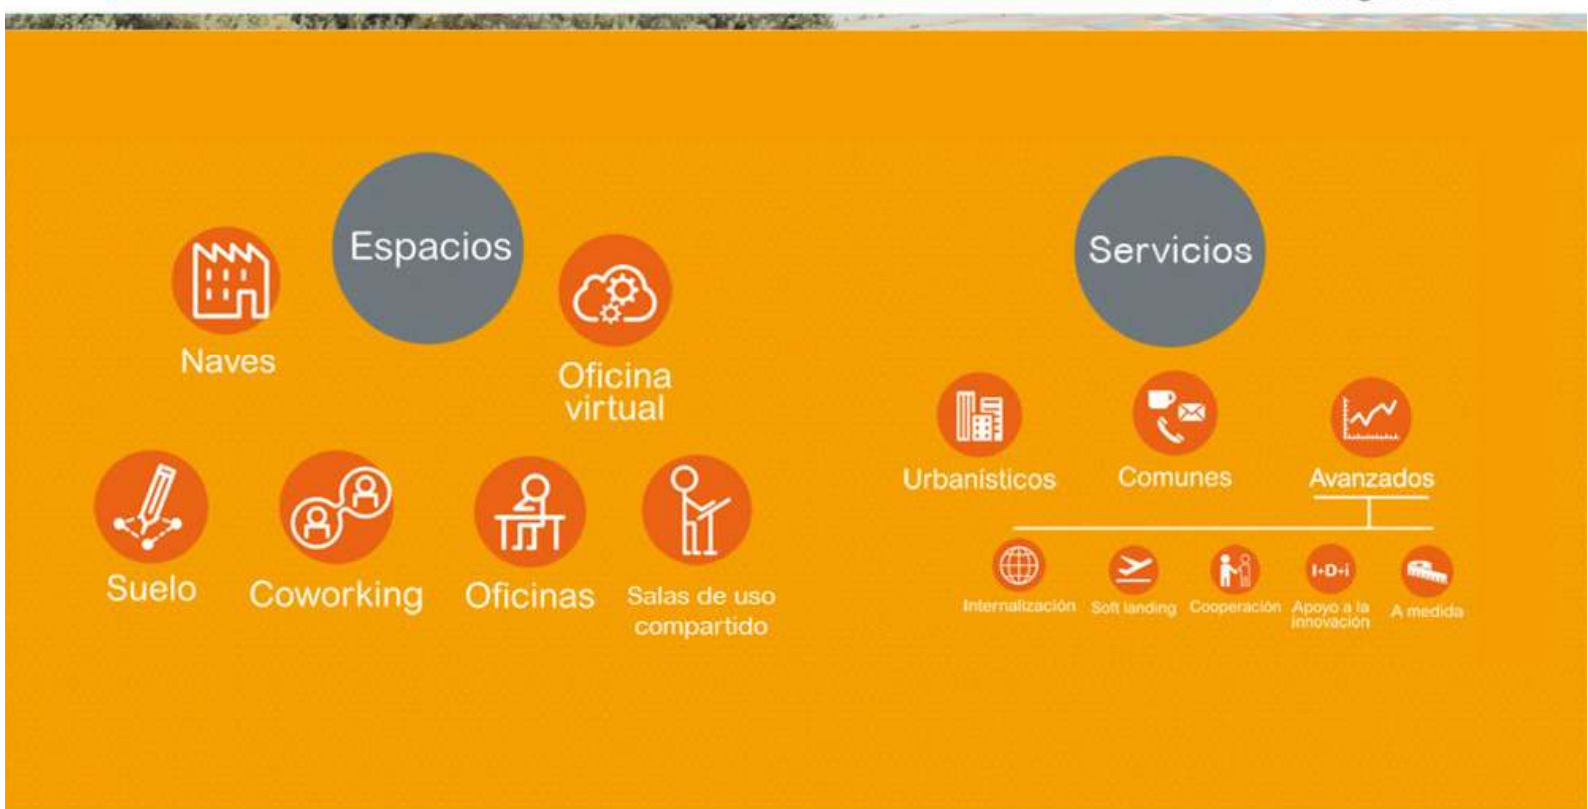 Espacios
Naves
Oficina
virtual
Suelo
Coworking
Oficinas
Salas de uso
compartido
Servicios
Urbanísticos
Comunes
Avanzados
I+D+i
Internalización
Soft landing
Cooperación
Apoyo a la
innovación
A medida